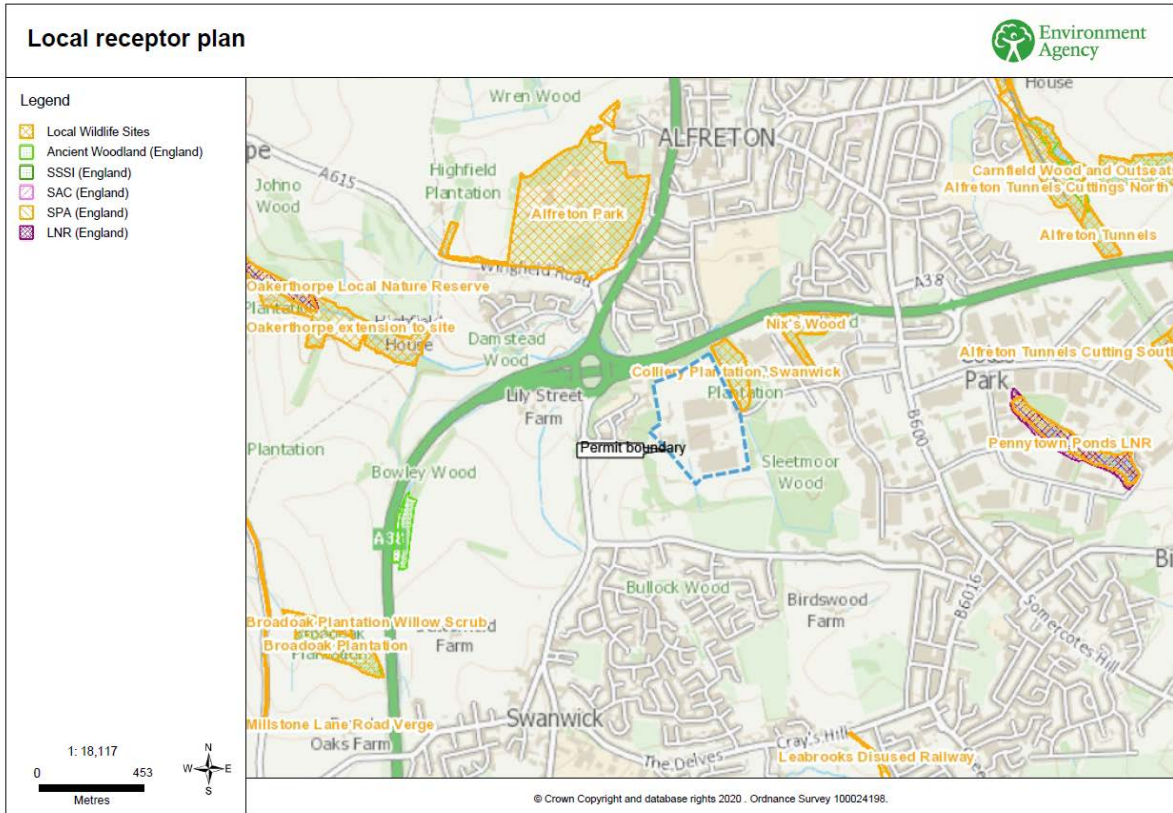 Local receptor plan
Environment
Agency
Legend
Local Wildlife Sites
Ancient Woodland (England)
SSSI (England)
SAC (England)
SPA (England)
LNR (England)
1: 18,117
0 453
Metres
N
W E
S
Wren Wood
House
ALFRETON
pe
A615
Highfield
Plantation
Johno
Wood
Carnfield Wood and Outseat
Alfreton Tunnels Cuttings North
Alfreton Park
Alfreton Tunnels
Wingfield Road
A38
Oakerthorpe Local Nature Reserve
Oakerthorpe extension to site
House
Nix's Wood
Damstead
Wood
Alfreton Tunnels Cutting South
Colliery Plantation, Swanwick
Park
Plantation
Lily Street
Farm
B600
Permit boundary
Pennytown Ponds LNR
Plantation
Sleetmoor
Wood
Bowley Wood
A38
Bi
Bullock Wood
Birdswood
Farm
B6016
Somercotes Hill
Broadoak Plantation Willow Scrub
Broadoak Plantation
Farm
Swanwick
Millstone Lane Road Verge
Oaks Farm
The Delves
Cray's Hill
Leabrooks Disused Railway
© Crown Copyright and database rights 2020 . Ordnance Survey 100024198.